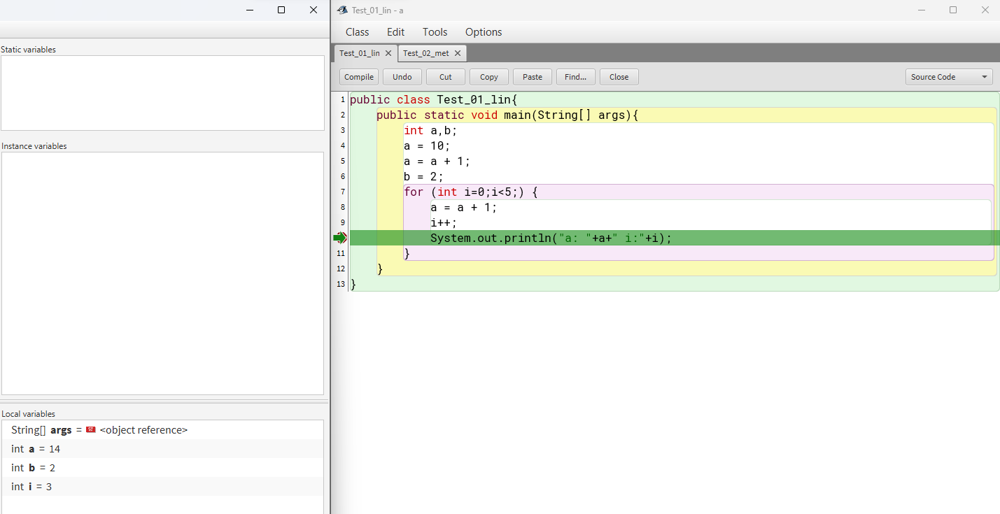 Static variables
Instance variables
Local variables
String[] args = <object reference>
int a = 14
int b = 2
int i = 3
Test_01_lin - a
Class Edit Tools Options
Test_01_lin Test_02_met
Compile Undo Cut Copy Paste Find... Close Source Code
1 public class Test_01_lin{
2 public static void main(String[] args){
3 int a,b;
4 a = 10;
5 a = a + 1;
6 b = 2;
7 for (int i=0;i<5;) {
8 a = a + 1;
9 i++;
System.out.println("a: "+a+" i:"+i);
11 }
12 }
13 }